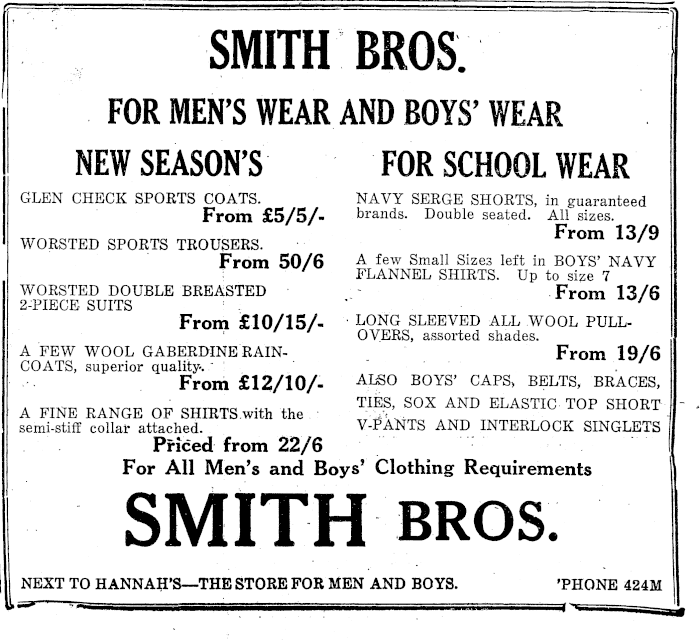 SMITH BROS.
FOR MEN'S WEAR AND BOYS' WEAR
NEW SEASON'S
GLEN CHECK SPORTS COATS.
From £5/5/-
WORSTED SPORTS TROUSERS.
From 50/6
WORSTED DOUBLE BREASTED
2-PIECE SUITS
From £10/15/-
A FEW WOOL GABERDINE RAIN-
COATS, superior quality.
From £12/10/-
A FINE RANGE OF SHIRTS with the
semi-stiff collar attached.
Priced from 22/6
FOR SCHOOL WEAR
NAVY SERGE SHORTS, in guaranteed
brands. Double seated. All sizes.
From 13/9
A few Small Sizes left in BOYS' NAVY
FLANNEL SHIRTS. Up to size 7
From 13/6
LONG SLEEVED ALL WOOL PULL-
OVERS, assorted shades.
From 19/6
ALSO BOYS' CAPS, BELTS, BRACES,
TIES, SOX AND ELASTIC TOP SHORT
V-PANTS AND INTERLOCK SINGLETS
For All Men's and Boys' Clothing Requirements
SMITH BROS.
NEXT TO HANNAH'S—THE STORE FOR MEN AND BOYS.
'PHONE 424M